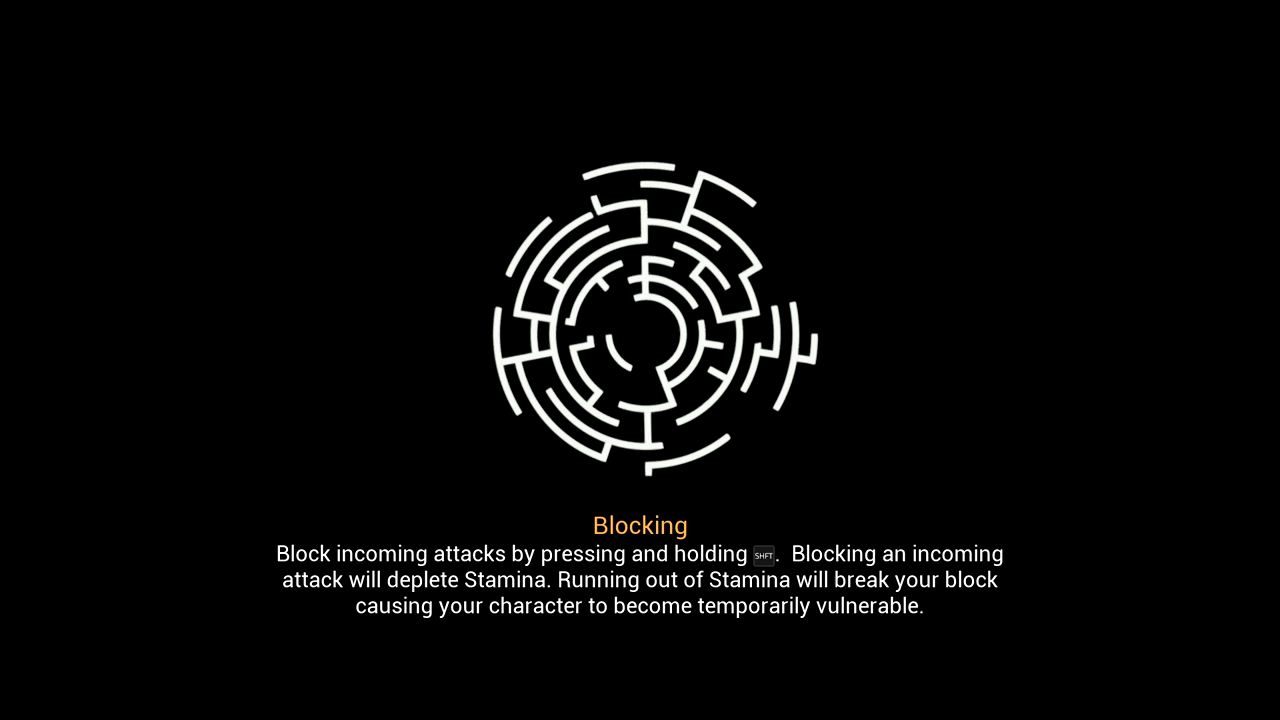 Blocking
Block incoming attacks by pressing and holding SHFT.  Blocking an incoming
attack will deplete Stamina. Running out of Stamina will break your block
causing your character to become temporarily vulnerable.